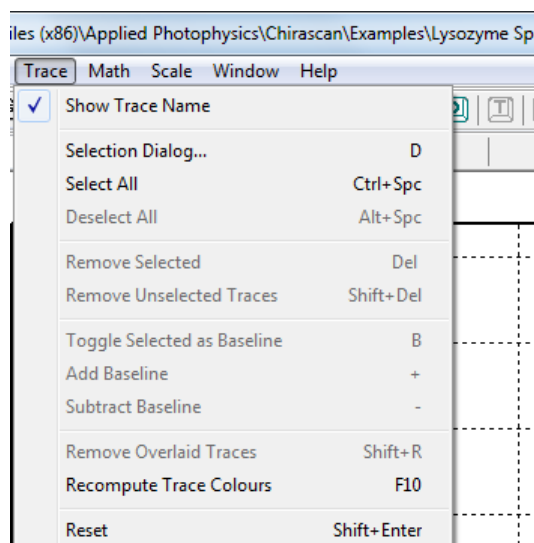 iles (x86)\Applied Photophysics\Chirascan\Examples\Lysozyme Sp
Trace Math Scale Window Help
Show Trace Name
T
Selection Dialog... D
Select All Ctrl+Spc
Deselect All Alt+Spc
Remove Selected Del
Remove Unselected Traces Shift+Del
Toggle Selected as Baseline B
Add Baseline +
Subtract Baseline -
Remove Overlaid Traces Shift+R
Recompute Trace Colours F10
Reset Shift+Enter